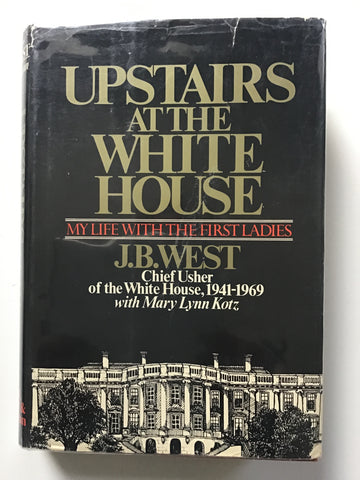 UPSTAIRS
AT THE
WHITE
HOUSE
MY LIFE WITH THE FIRST LADIES
J.B. WEST
Chief Usher
of the White House, 1941-1969
with Mary Lynn Kotz